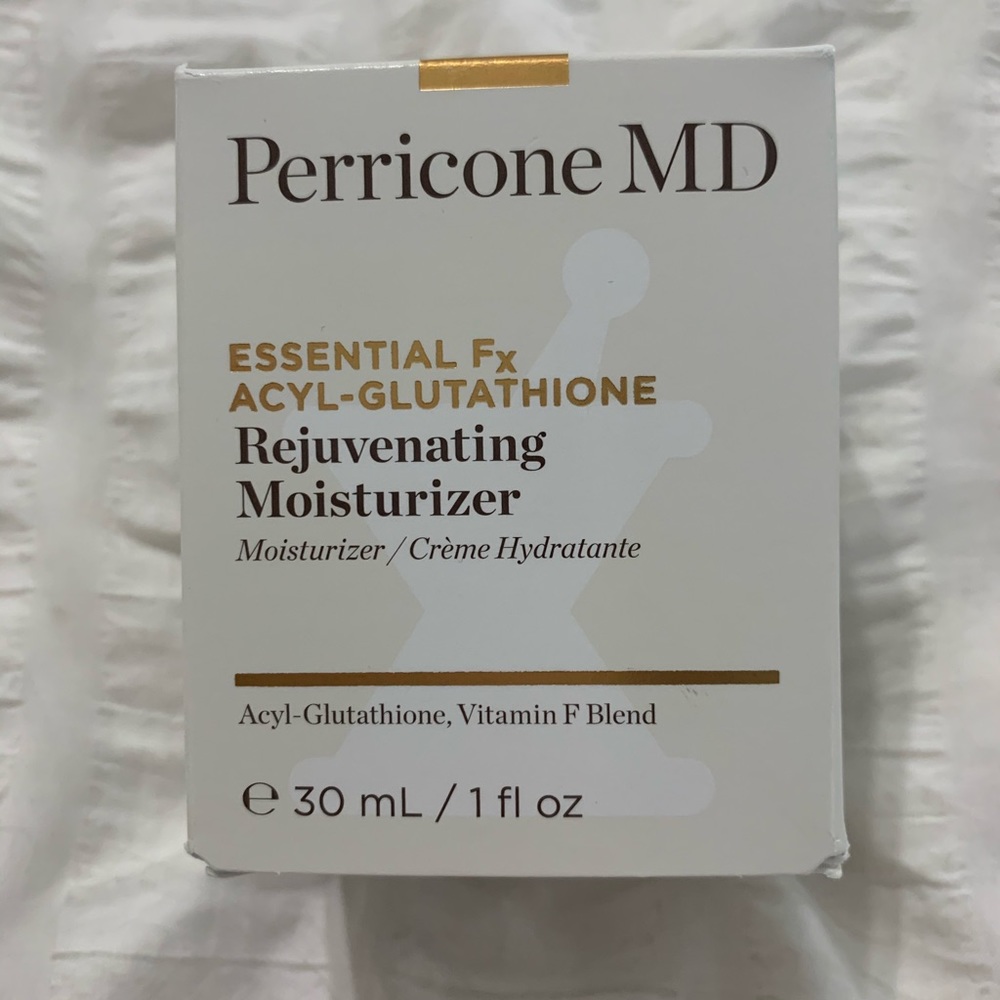 Perricone MD
ESSENTIAL Fx
ACYL-GLUTATHIONE
Rejuvenating
Moisturizer
Moisturizer / Crème Hydratante
Acyl-Glutathione, Vitamin F Blend
℮ 30 mL / 1 fl oz